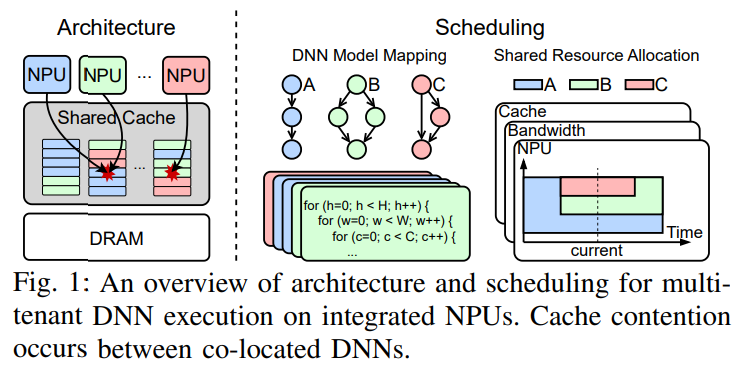 Architecture
NPU NPU ... NPU
Shared Cache
...
DRAM
Scheduling
DNN Model Mapping
A B C
for (h=0; h < H; h++) {
for (w=0; w < W; w++) {
for (c=0; c < C; c++) {
...
Shared Resource Allocation
A B C
Cache
Bandwidth
NPU
Time
current
Fig. 1: An overview of architecture and scheduling for multi-
tenant DNN execution on integrated NPUs. Cache contention
occurs between co-located DNNs.